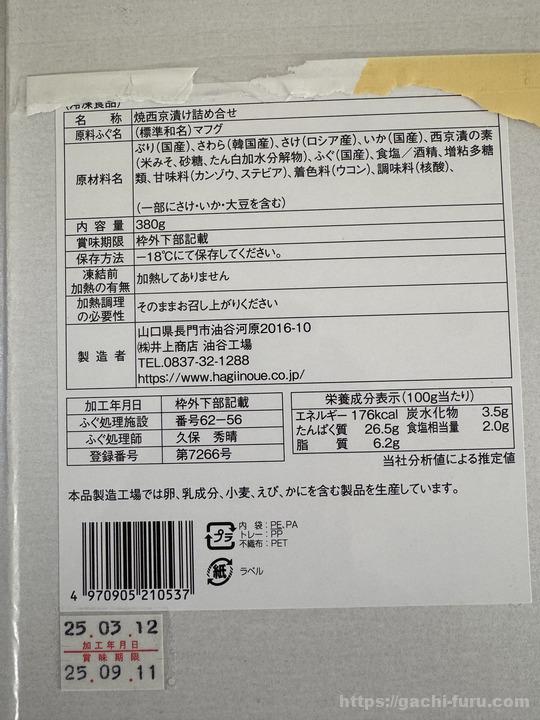 (冷凍食品)
名 称 焼西京漬け詰め合せ
原料ふぐ名 (標準和名)マフグ
原材料名 ぶり(国産)、さわら(韓国産)、さけ(ロシア産)、いか(国産)、西京漬の素
(米みそ、砂糖、たん白加水分解物)、ふぐ(国産)、食塩/酒精、増粘多糖
類、甘味料(カンゾウ、ステビア)、着色料(ウコン)、調味料(核酸)、
(一部にさけ・いか・大豆を含む)
内 容 量 380g
賞味期限 枠外下部記載
保存方法 −18℃にて保存してください。
凍結前
加熱の有無 加熱してありません
加熱調理
の必要性 そのままお召し上がりください
製 造 者 山口県長門市油谷河原2016-10
㈱井上商店 油谷工場
TEL.0837-32-1288
https://www.hagiinoue.co.jp/
加工年月日 枠外下部記載
ふぐ処理施設 番号62-56
ふぐ処理師 久保 秀晴
登録番号 第7266号
栄養成分表示(100g当たり)
エネルギー 176kcal 炭水化物 3.5g
たんぱく質 26.5g 食塩相当量 2.0g
脂 質 6.2g
当社分析値による推定値
本品製造工場では卵、乳成分、小麦、えび、かにを含む製品を生産しています。
プラ
内 袋:PE,PA
トレー:PP
不織布:PET
紙 ラベル
4 970905 210537
25.03.12
加工年月日
賞味期限
25.09.11
https://gachi-furu.com